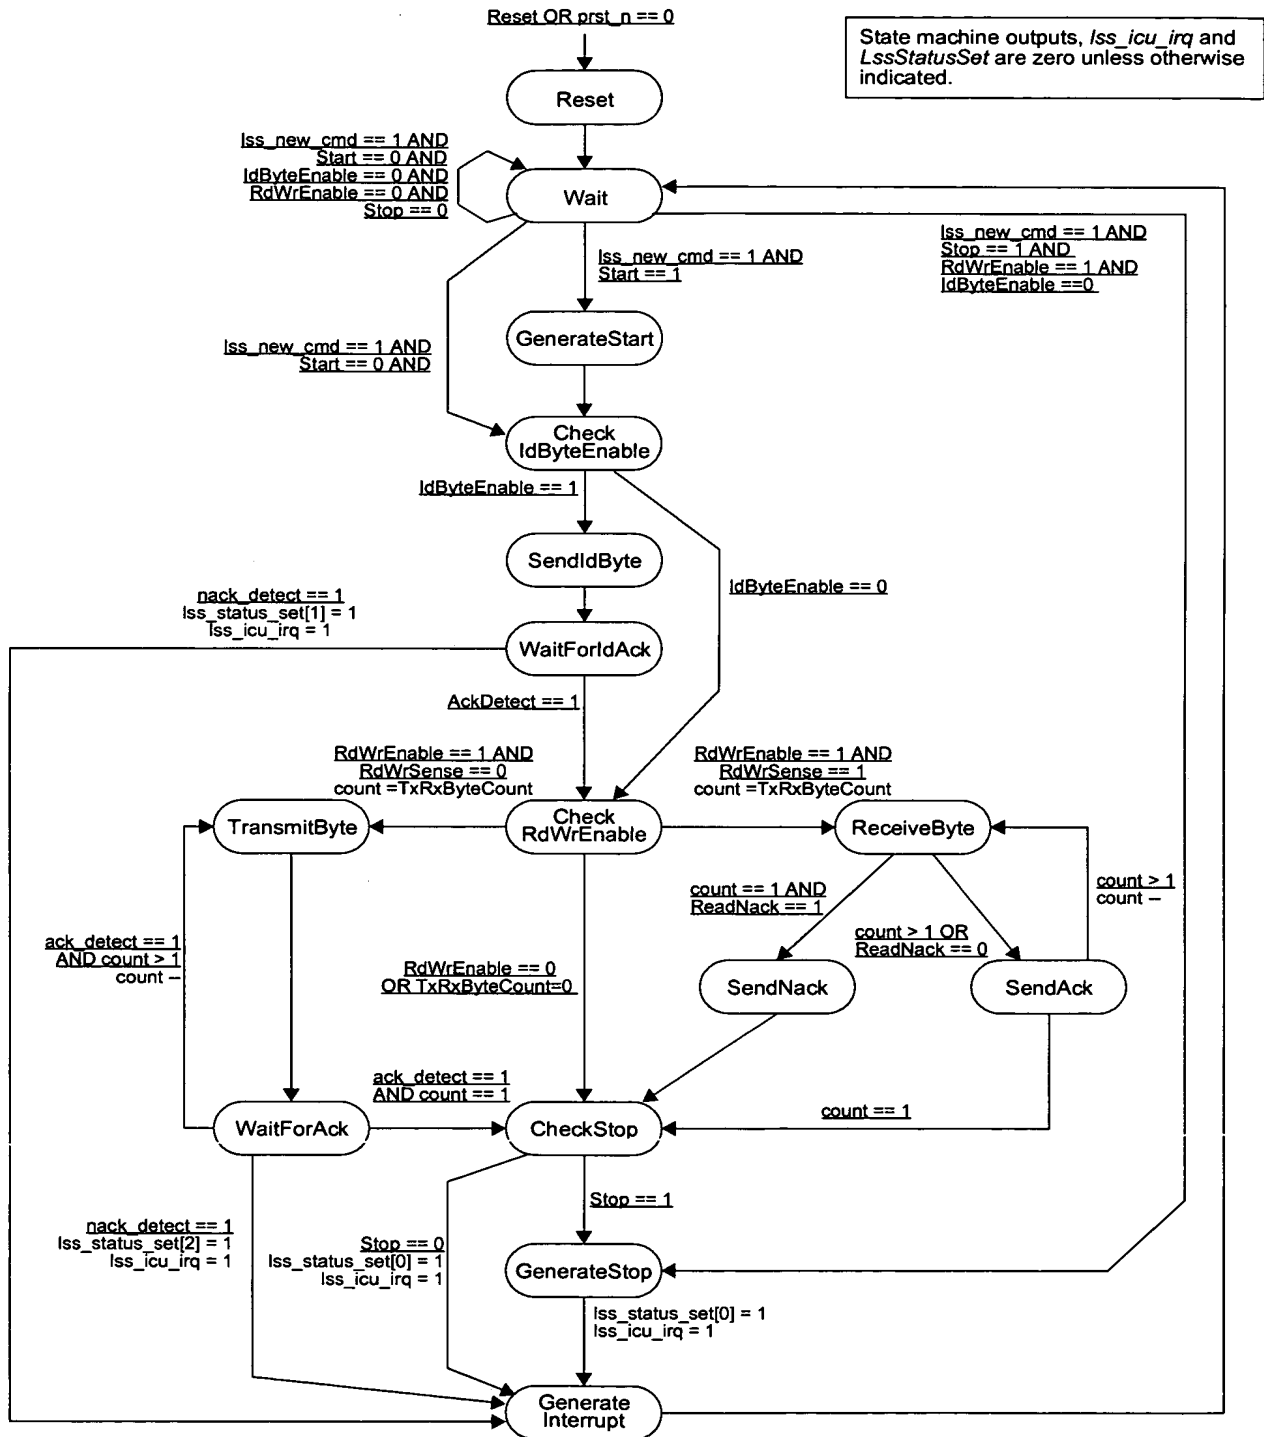 Reset OR prst_n == 0
State machine outputs, lss_icu_irq and
LssStatusSet are zero unless otherwise
indicated.
Reset
lss_new_cmd == 1 AND
Start == 0 AND
IdByteEnable == 0 AND
RdWrEnable == 0 AND
Stop == 0
Wait
lss_new_cmd == 1 AND
Start == 1
lss_new_cmd == 1 AND
Stop == 1 AND
RdWrEnable == 1 AND
IdByteEnable ==0
GenerateStart
lss_new_cmd == 1 AND
Start == 0 AND
Check
IdByteEnable
IdByteEnable == 1
SendIdByte
IdByteEnable == 0
nack_detect == 1
lss_status_set[1] = 1
lss_icu_irq = 1
WaitForIdAck
AckDetect == 1
RdWrEnable == 1 AND
RdWrSense == 0
count =TxRxByteCount
RdWrEnable == 1 AND
RdWrSense == 1
count =TxRxByteCount
TransmitByte
Check
RdWrEnable
ReceiveByte
count == 1 AND
ReadNack == 1
count > 1
count --
count > 1 OR
ReadNack == 0
ack_detect == 1
AND count > 1
count --
RdWrEnable == 0
OR TxRxByteCount=0
SendNack
SendAck
ack_detect == 1
AND count == 1
count == 1
WaitForAck
CheckStop
Stop == 1
nack_detect == 1
lss_status_set[2] = 1
lss_icu_irq = 1
Stop == 0
lss_status_set[0] = 1
lss_icu_irq = 1
GenerateStop
lss_status_set[0] = 1
lss_icu_irq = 1
Generate
Interrupt